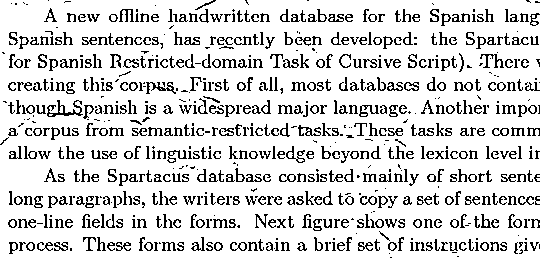 A new offline handwritten database for the Spanish lang
Spanish sentences, has recently been developed: the Spartacu
for Spanish Restricted-domain Task of Cursive Script). There
creating this corpus. First of all, most databases do not contai
though Spanish is a widespread major language. Another impor
a corpus from semantic-restricted tasks. These tasks are comm
allow the use of linguistic knowledge beyond the lexicon level in
As the Spartacus database consisted mainly of short sente
long paragraphs, the writers were asked to copy a set of sentences
one-line fields in the forms. Next figure shows one of the form
process. These forms also contain a brief set of instructions give